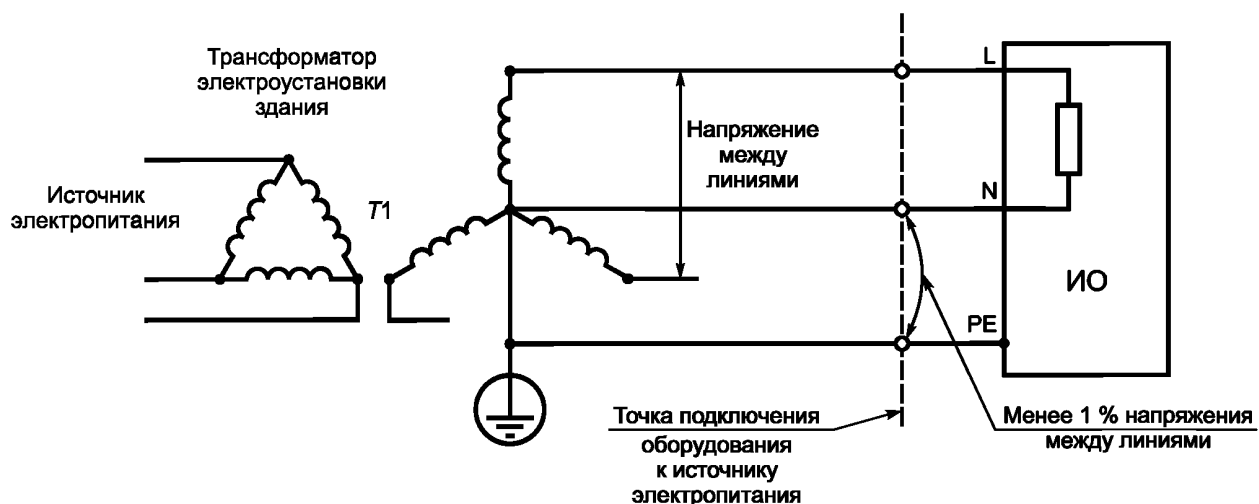 Трансформатор
электроустановки
здания
L
Напряжение
между
линиями
Источник
электропитания
T1
N
ИО
PE
Точка подключения
оборудования
к источнику
электропитания
Менее 1 % напряжения
между линиями